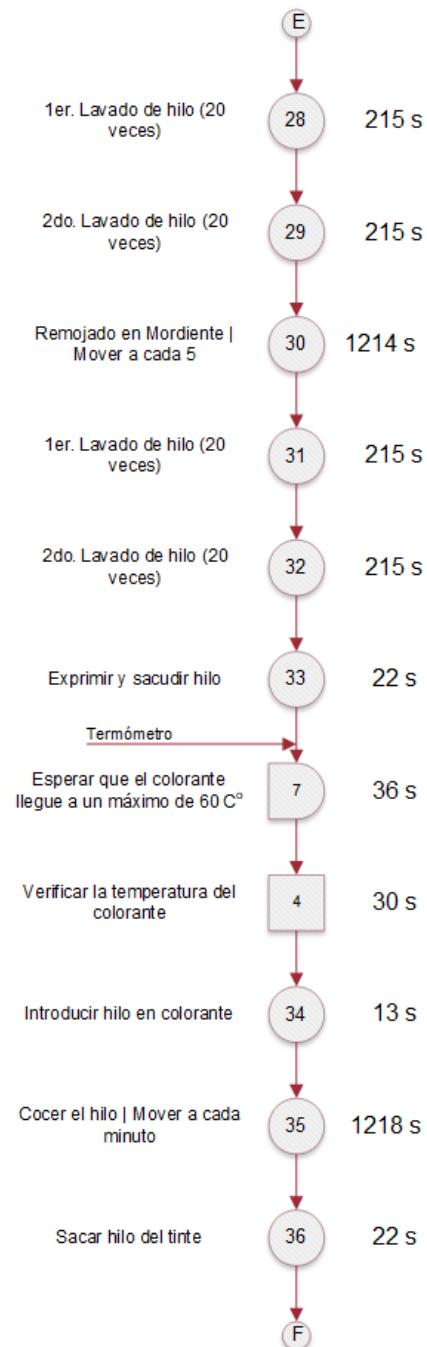 E
1er. Lavado de hilo (20
veces)
28
215 s
2do. Lavado de hilo (20
veces)
29
215 s
Remojado en Mordiente |
Mover a cada 5
30
1214 s
1er. Lavado de hilo (20
veces)
31
215 s
2do. Lavado de hilo (20
veces)
32
215 s
Exprimir y sacudir hilo
33
22 s
Termómetro
Esperar que el colorante
llegue a un máximo de 60 Cº
7
36 s
Verificar la temperatura del
colorante
4
30 s
Introducir hilo en colorante
34
13 s
Cocer el hilo | Mover a cada
minuto
35
1218 s
Sacar hilo del tinte
36
22 s
F